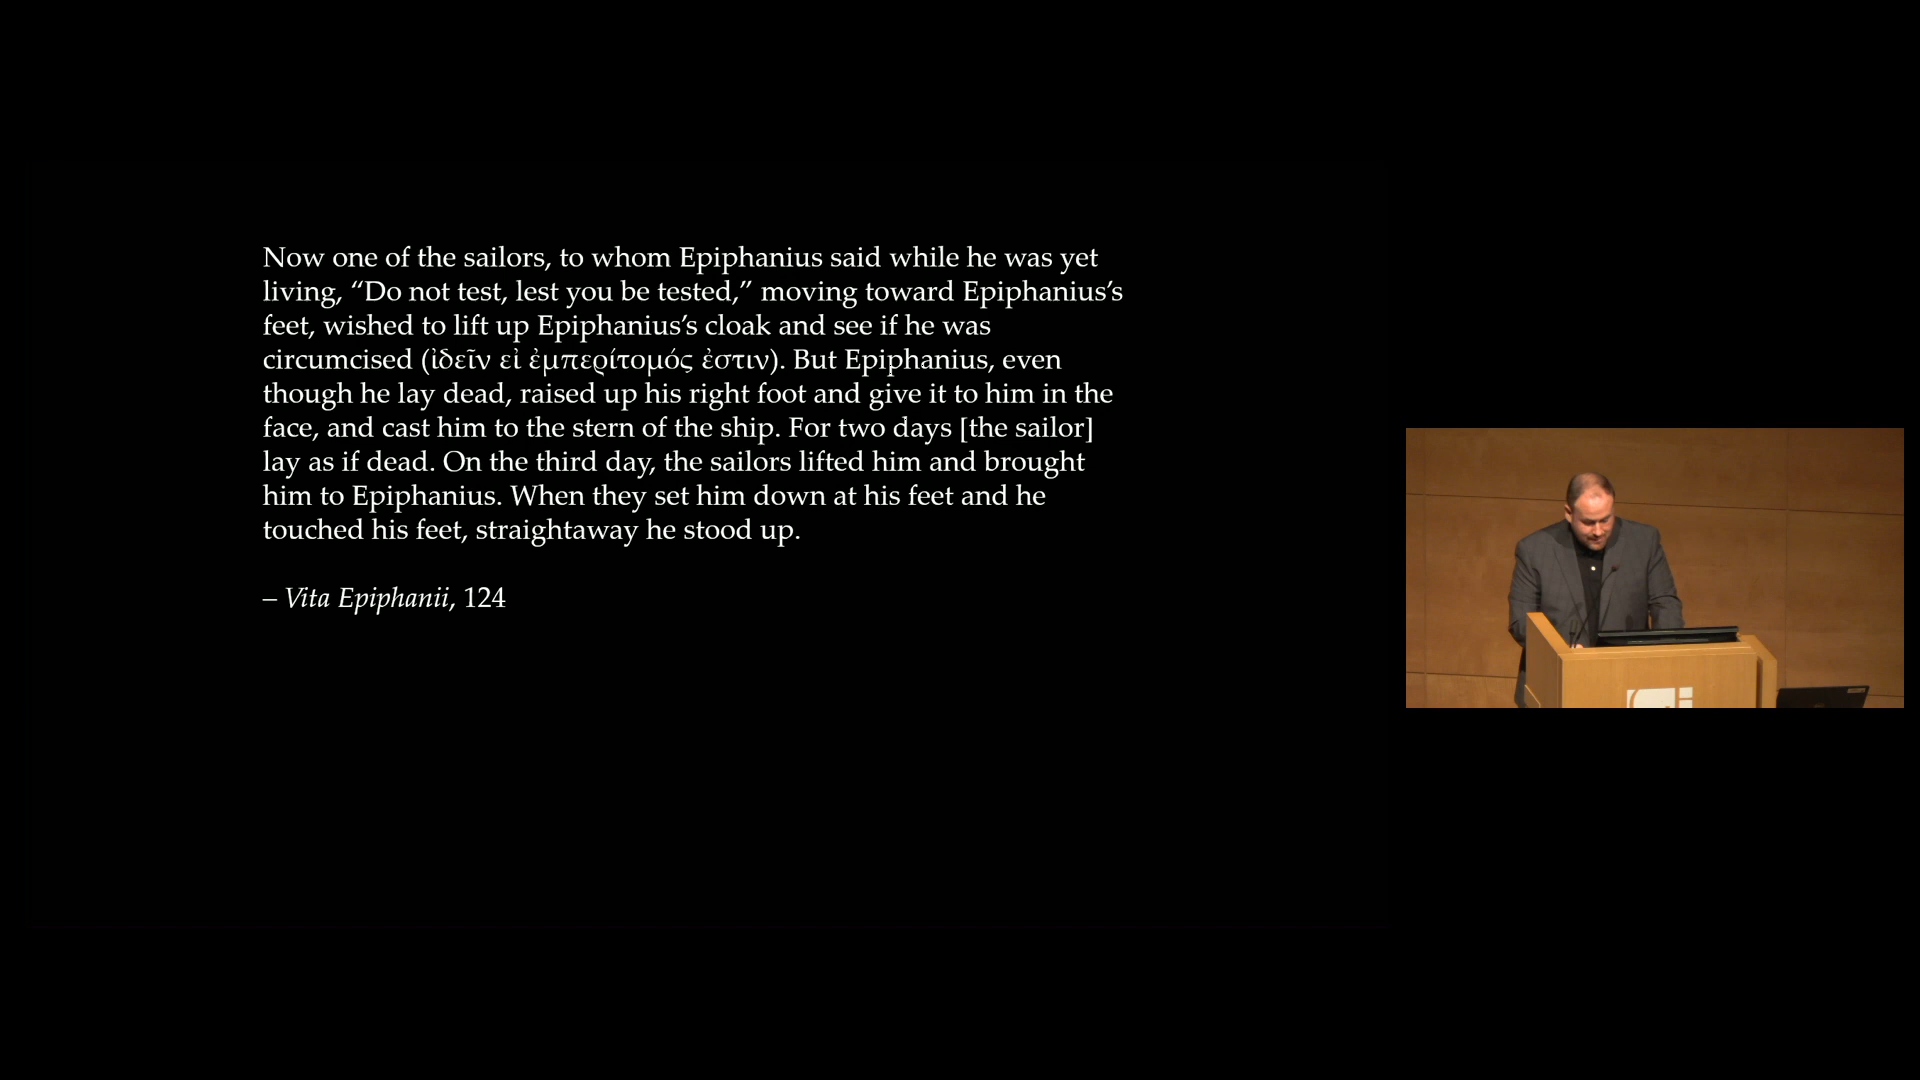 Now one of the sailors, to whom Epiphanius said while he was yet
living, “Do not test, lest you be tested,” moving toward Epiphanius’s
feet, wished to lift up Epiphanius’s cloak and see if he was
circumcised (ἰδεῖν εἰ ἐμπερίτομός ἐστιν). But Epiphanius, even
though he lay dead, raised up his right foot and give it to him in the
face, and cast him to the stern of the ship. For two days [the sailor]
lay as if dead. On the third day, the sailors lifted him and brought
him to Epiphanius. When they set him down at his feet and he
touched his feet, straightaway he stood up.
– Vita Epiphanii, 124